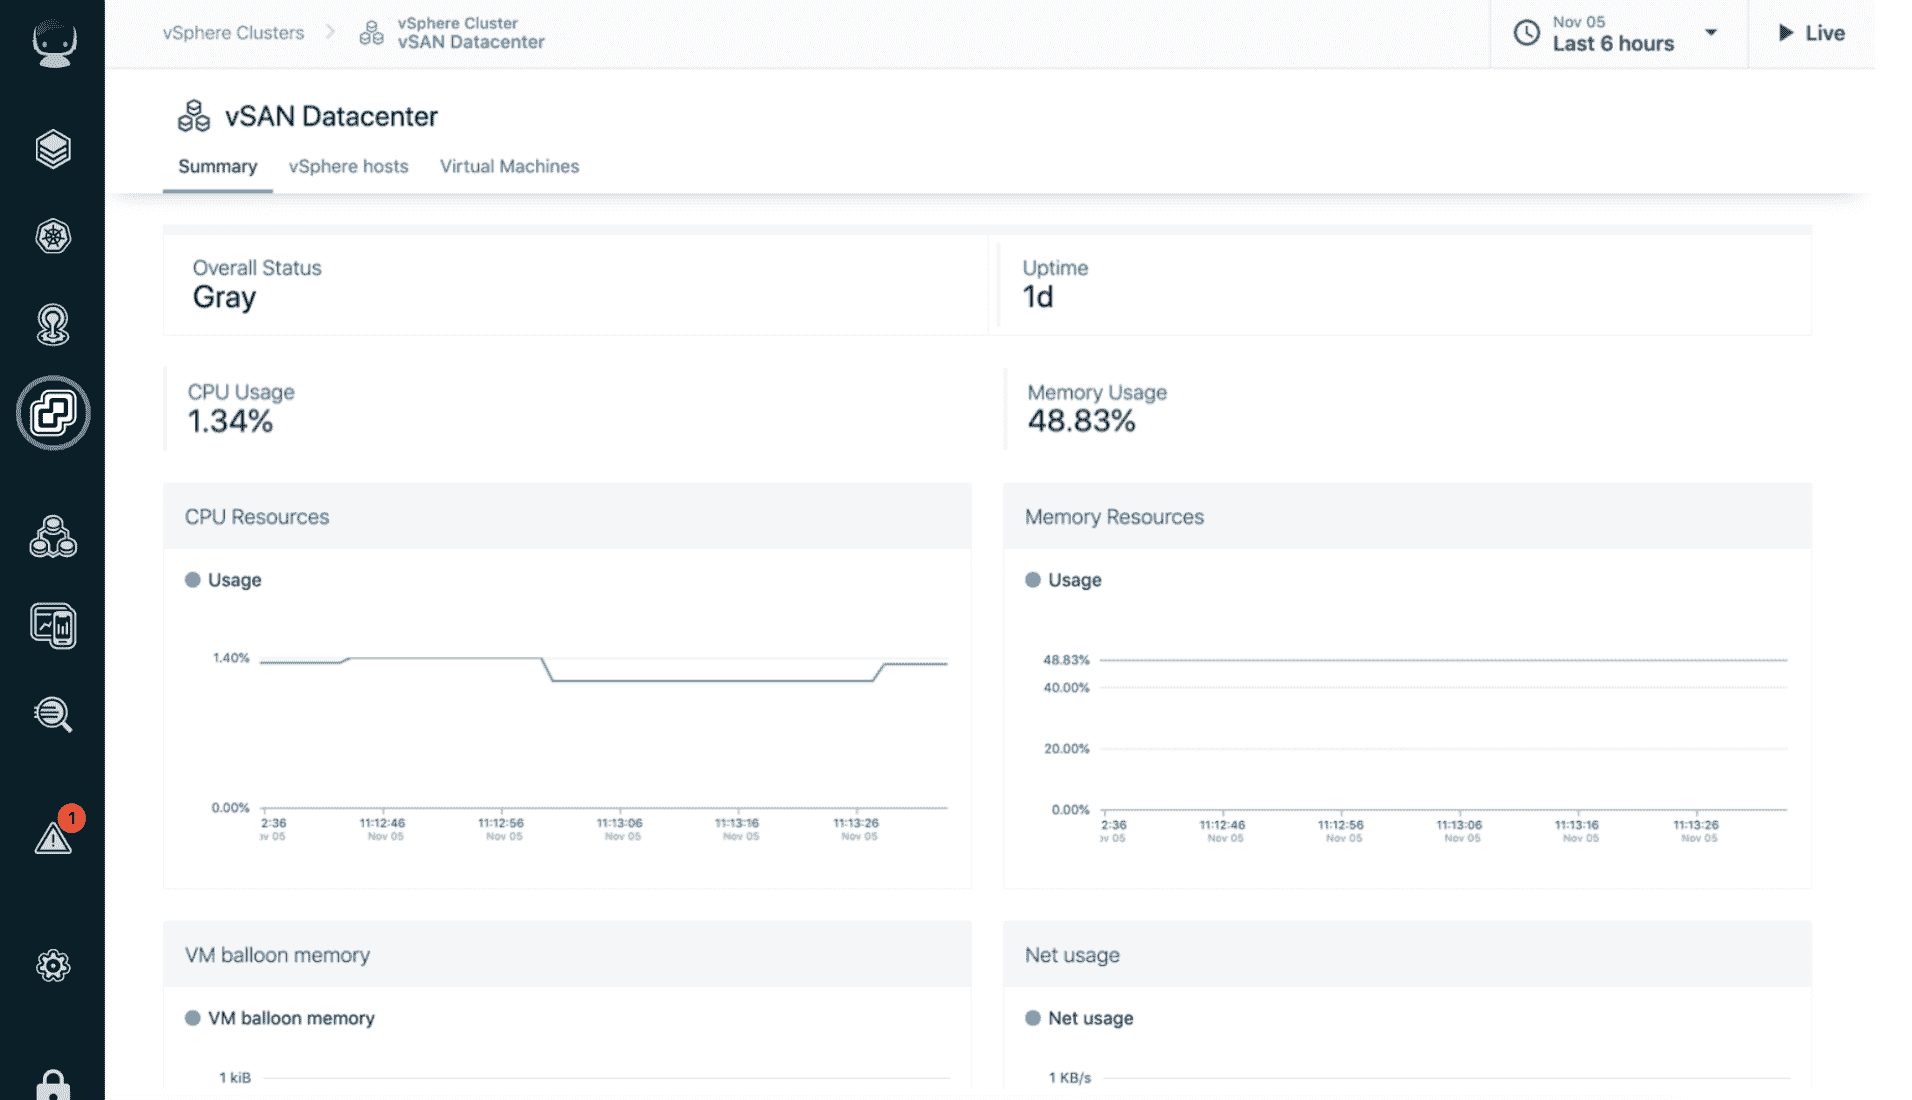 vSphere Clusters
vSphere Cluster
vSAN Datacenter
Nov 05
Last 6 hours
Live
vSAN Datacenter
Summary vSphere hosts Virtual Machines
Overall Status
Gray
Uptime
1d
CPU Usage
1.34%
Memory Usage
48.83%
CPU Resources
Usage
1.40%
0.00%
2:36 11:12:46 11:12:56 11:13:06 11:13:16 11:13:26
ov 05 Nov 05 Nov 05 Nov 05 Nov 05 Nov 05
Memory Resources
Usage
48.83%
40.00%
20.00%
0.00%
2:36 11:12:46 11:12:56 11:13:06 11:13:16 11:13:26
ov 05 Nov 05 Nov 05 Nov 05 Nov 05 Nov 05
1
VM balloon memory
VM balloon memory
1 kiB
Net usage
Net usage
1 KB/s